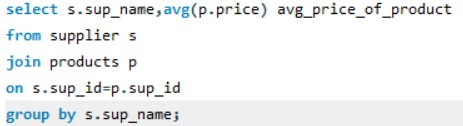 select s.sup_name,avg(p.price) avg_price_of_product
from supplier s
join products p
on s.sup_id=p.sup_id
group by s.sup_name;